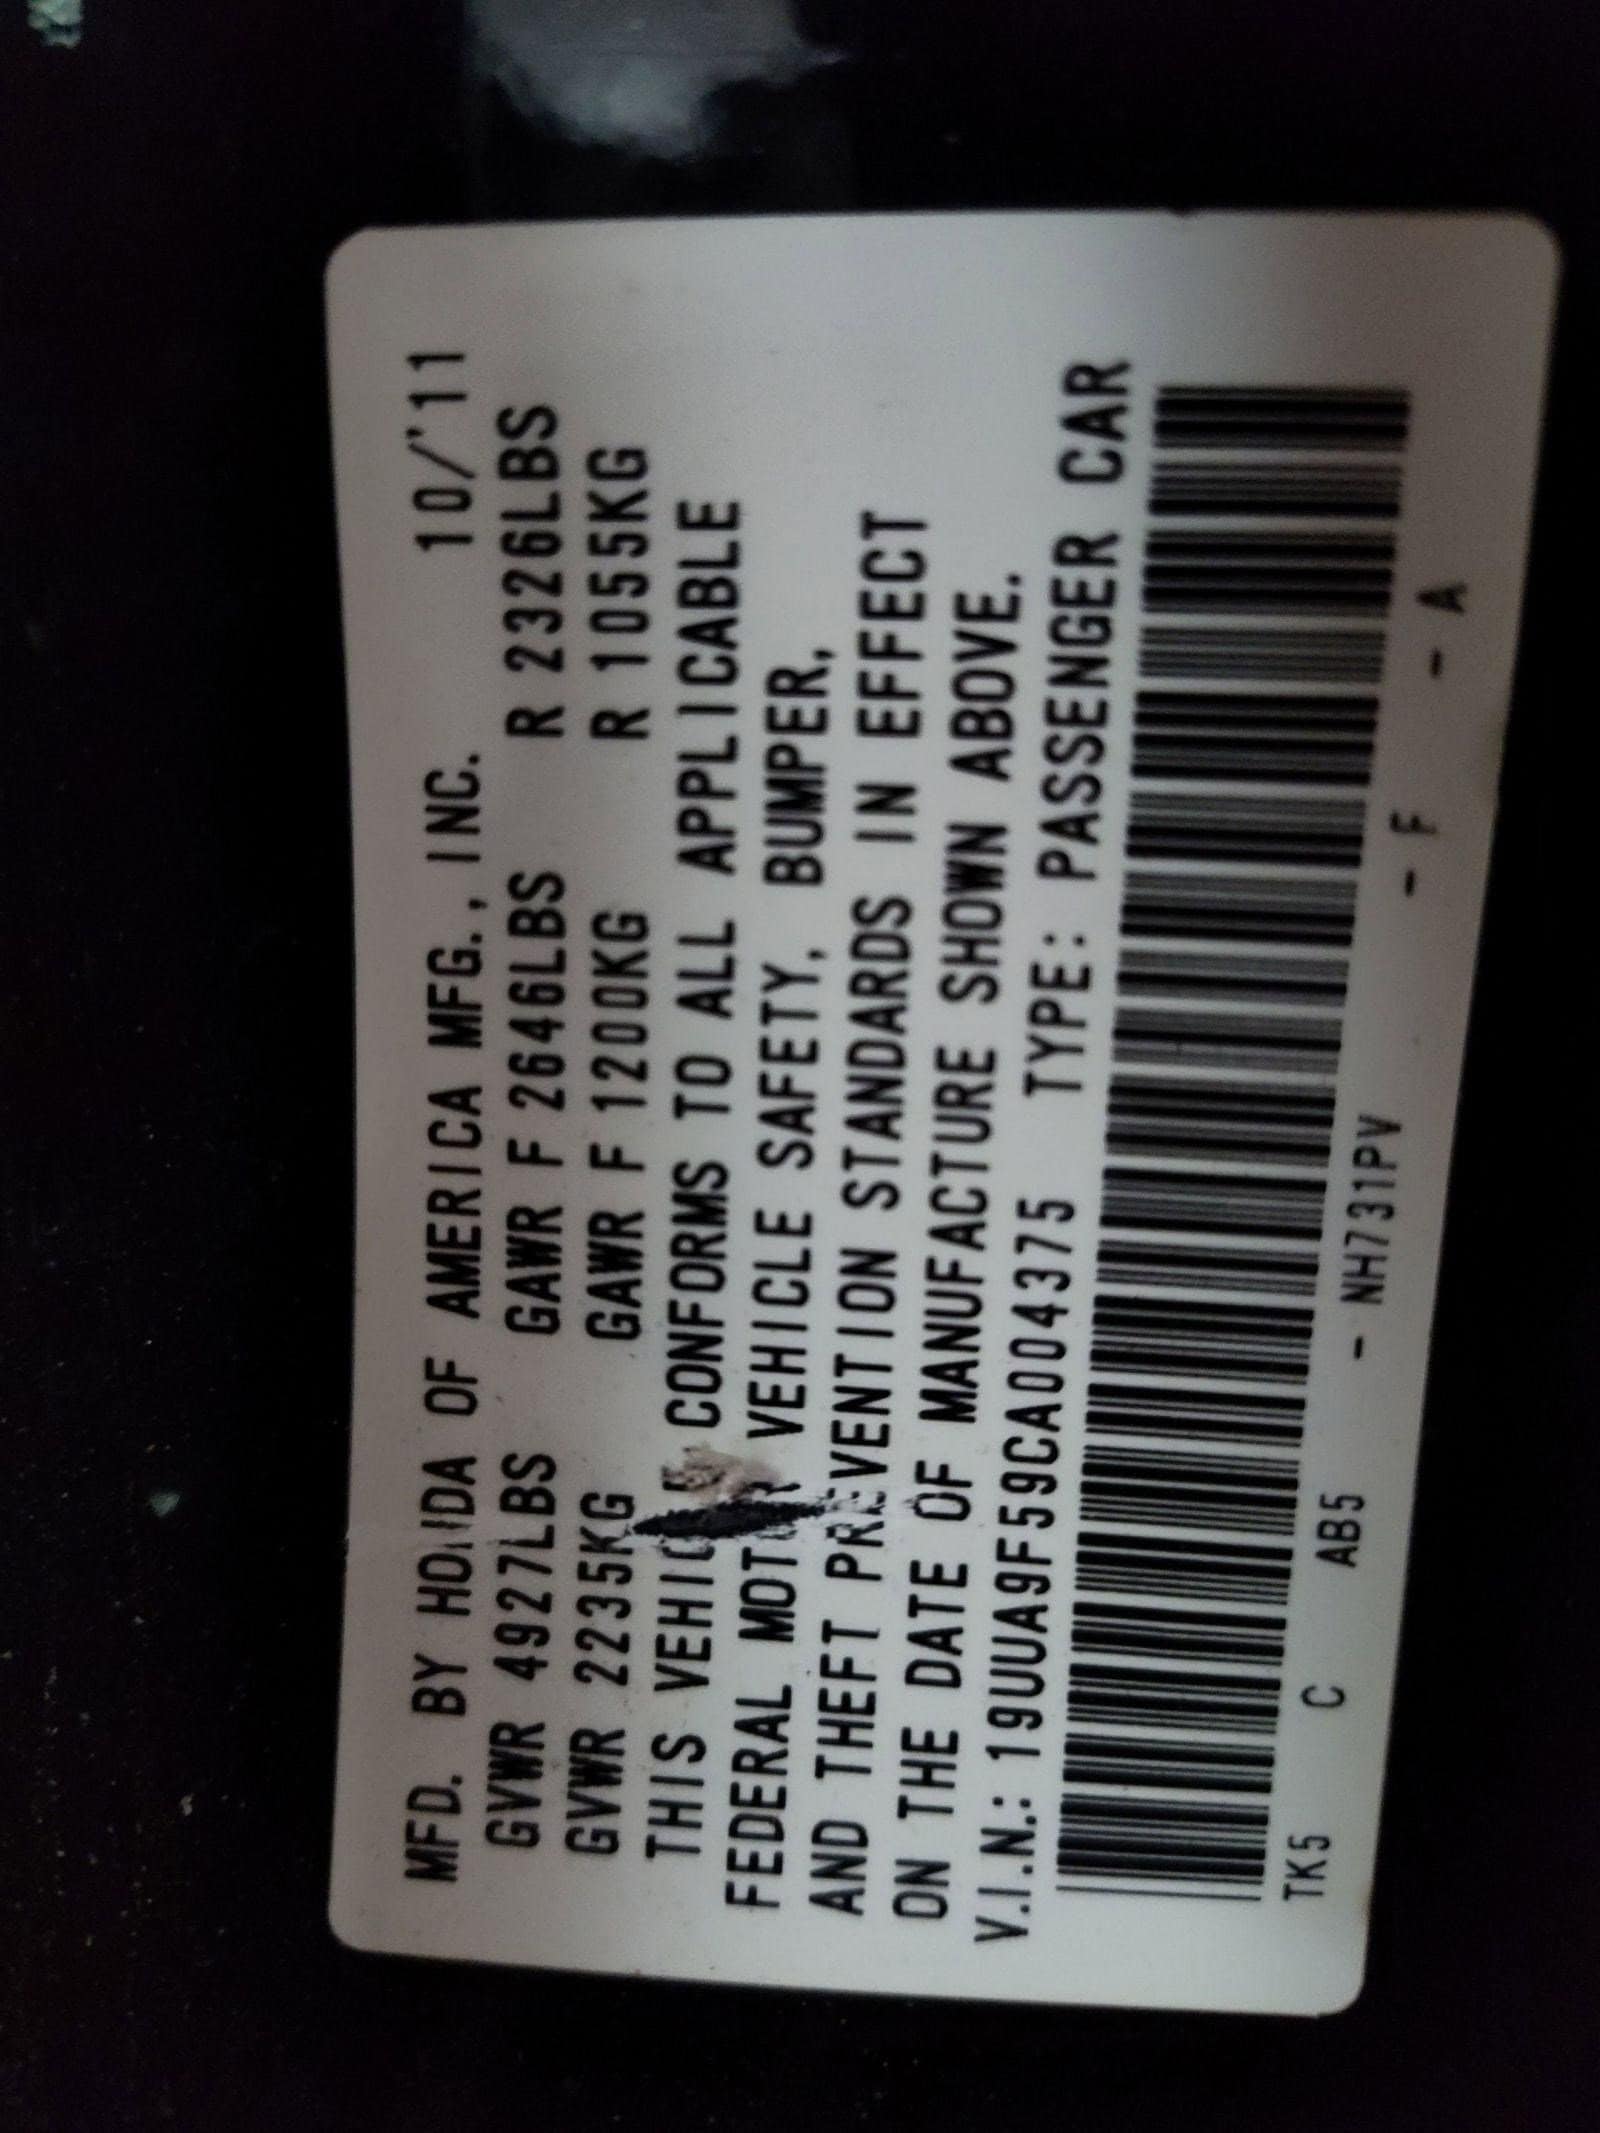 MFD. BY HONDA OF AMERICA MFG., INC. 10/'11
GVWR 4927LBS GAWR F 2646LBS R 2326LBS
GVWR 2235KG GAWR F 1200KG R 1055KG
THIS VEHIC CONFORMS TO ALL APPLICABLE
FEDERAL MOT R VEHICLE SAFETY, BUMPER,
AND THEFT PREVENTION STANDARDS IN EFFECT
ON THE DATE OF MANUFACTURE SHOWN ABOVE.
V.I.N.: 19UUA9F59CA004375 TYPE: PASSENGER CAR
TK5 C AB5 - NH731PV - F - A